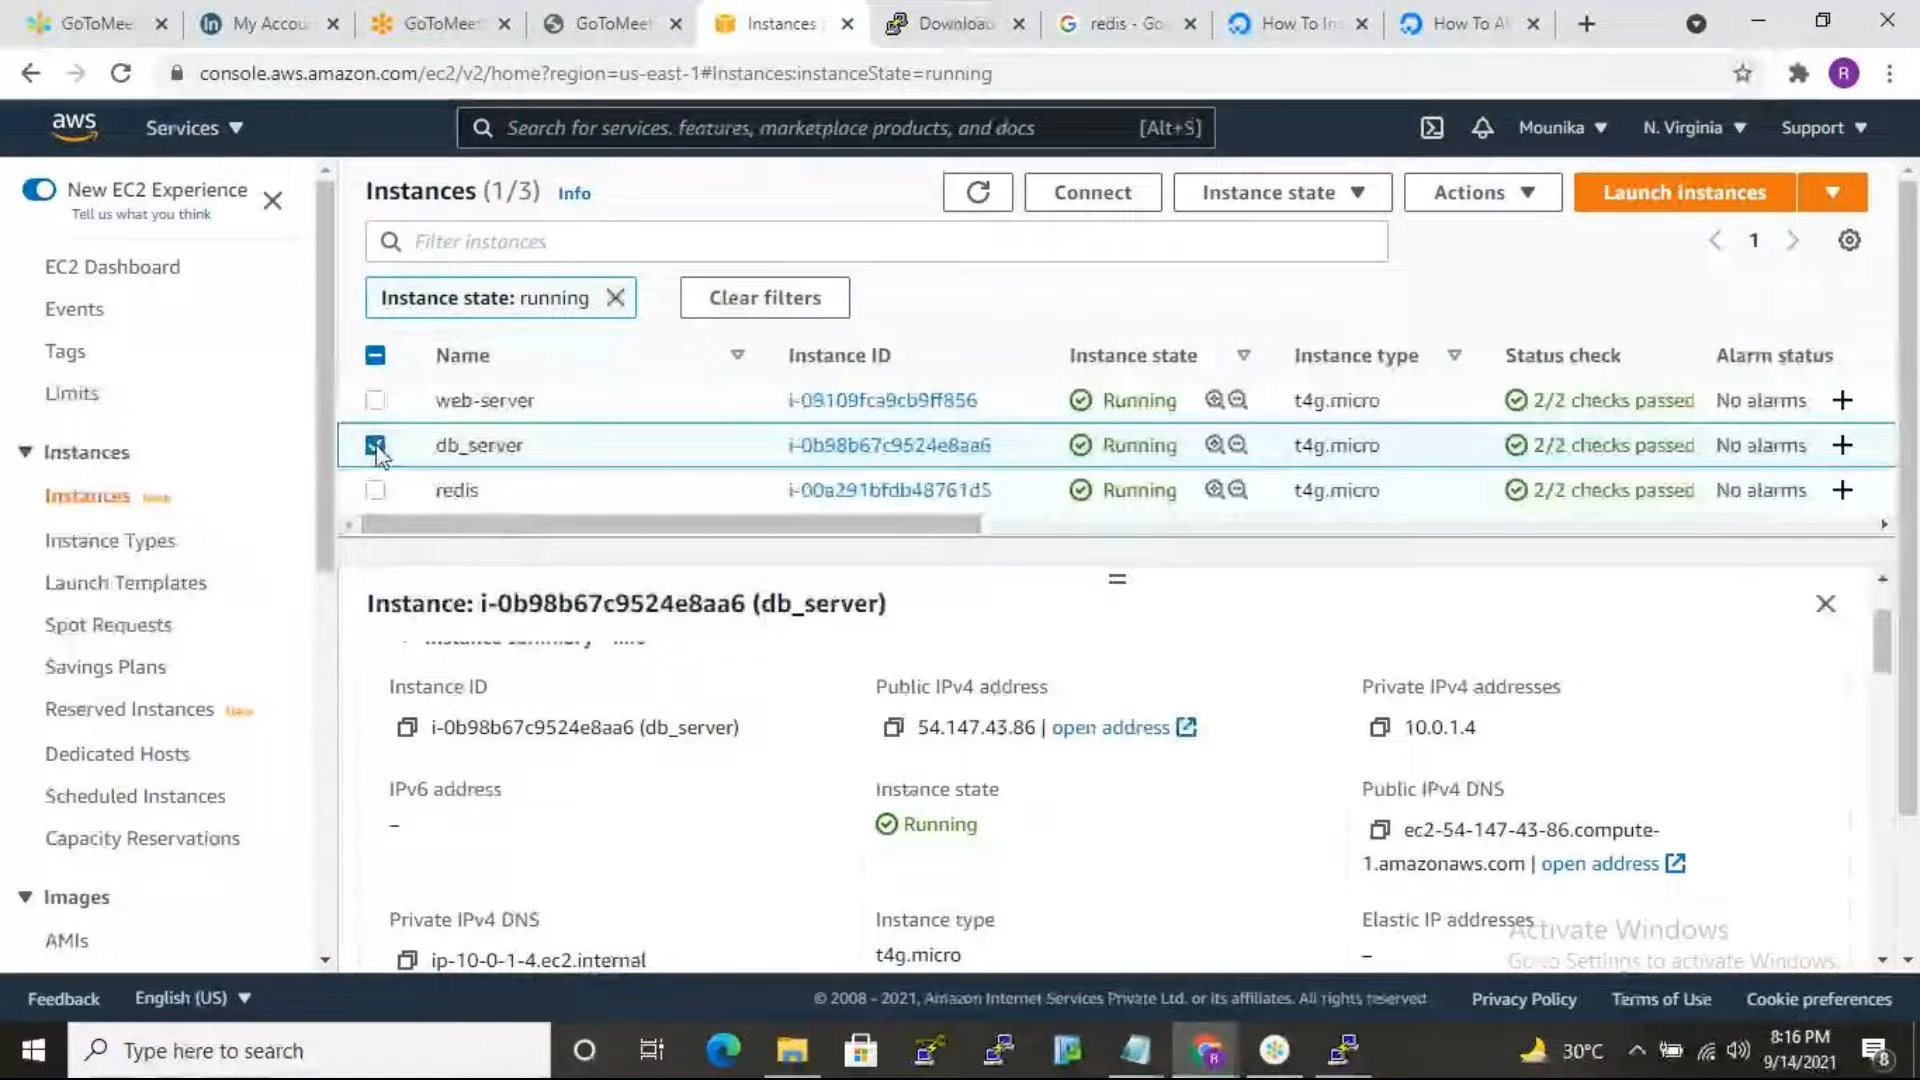 GoToMee
My Accou
GoToMee
GoToMee
Instances
Downloa
redis - Go
How To In
How To A
console.aws.amazon.com/ec2/v2/home?region=us-east-1#Instances:instanceState=running
R
aws
Services
Search for services, features, marketplace products, and docs
[Alt+S]
Mounika
N. Virginia
Support
New EC2 Experience
Tell us what you think
EC2 Dashboard
Events
Tags
Limits
Instances
Instances New
Instance Types
Launch Templates
Spot Requests
Savings Plans
Reserved Instances New
Dedicated Hosts
Scheduled Instances
Capacity Reservations
Images
AMIs
Instances (1/3) Info
Connect
Instance state
Actions
Launch instances
Filter instances
1
Instance state: running
Clear filters
Name Instance ID Instance state Instance type Status check Alarm status
web-server i-09109fca9cb9ff856 Running t4g.micro 2/2 checks passed No alarms
db_server i-0b98b67c9524e8aa6 Running t4g.micro 2/2 checks passed No alarms
redis i-00a291bfdb48761d5 Running t4g.micro 2/2 checks passed No alarms
Instance: i-0b98b67c9524e8aa6 (db_server)
Instance ID
i-0b98b67c9524e8aa6 (db_server)
Public IPv4 address
54.147.43.86 | open address
Private IPv4 addresses
10.0.1.4
IPv6 address
–
Instance state
Running
Public IPv4 DNS
ec2-54-147-43-86.compute-
1.amazonaws.com | open address
Private IPv4 DNS
ip-10-0-1-4.ec2.internal
Instance type
t4g.micro
Elastic IP addresses
–
Activate Windows
Go to Settings to activate Windows.
Feedback
English (US)
© 2008 - 2021, Amazon Internet Services Private Ltd. or its affiliates. All rights reserved
Privacy Policy
Terms of Use
Cookie preferences
Type here to search
R
30°C
8:16 PM
9/14/2021
8